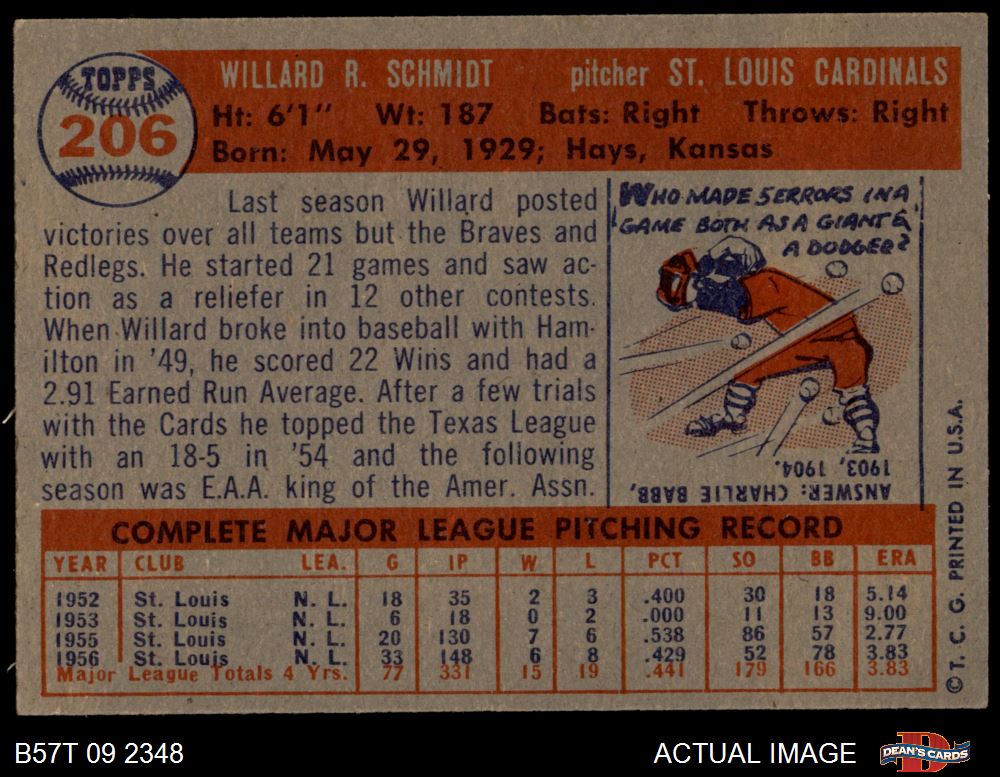 TOPPS
206
WILLARD R. SCHMIDT pitcher ST. LOUIS CARDINALS
Ht: 6'1" Wt: 187 Bats: Right Throws: Right
Born: May 29, 1929; Hays, Kansas
Last season Willard posted
victories over all teams but the Braves and
Redlegs. He started 21 games and saw ac-
tion as a reliefer in 12 other contests.
When Willard broke into baseball with Ham-
ilton in '49, he scored 22 Wins and had a
2.91 Earned Run Average. After a few trials
with the Cards he topped the Texas League
with an 18-5 in '54 and the following
season was E.A.A. king of the Amer. Assn.
WHO MADE 5 ERRORS IN A
GAME BOTH AS A GIANT &
A DODGER?
ANSWER: CHARLIE BABB,
1903, 1904.
COMPLETE MAJOR LEAGUE PITCHING RECORD
YEAR CLUB LEA. G IP W L PCT SO BB ERA
1952 St. Louis N. L. 18 35 2 3 .400 30 18 5.14
1953 St. Louis N. L. 6 18 0 2 .000 11 13 9.00
1955 St. Louis N. L. 20 130 7 6 .538 86 57 2.77
1956 St. Louis N. L. 33 148 6 8 .429 52 78 3.83
Major League Totals 4 Yrs. 77 331 15 19 .441 179 166 3.83
© T. C. G. PRINTED IN U.S.A.
B57T 09 2348
ACTUAL IMAGE
D
DEAN'S CARDS